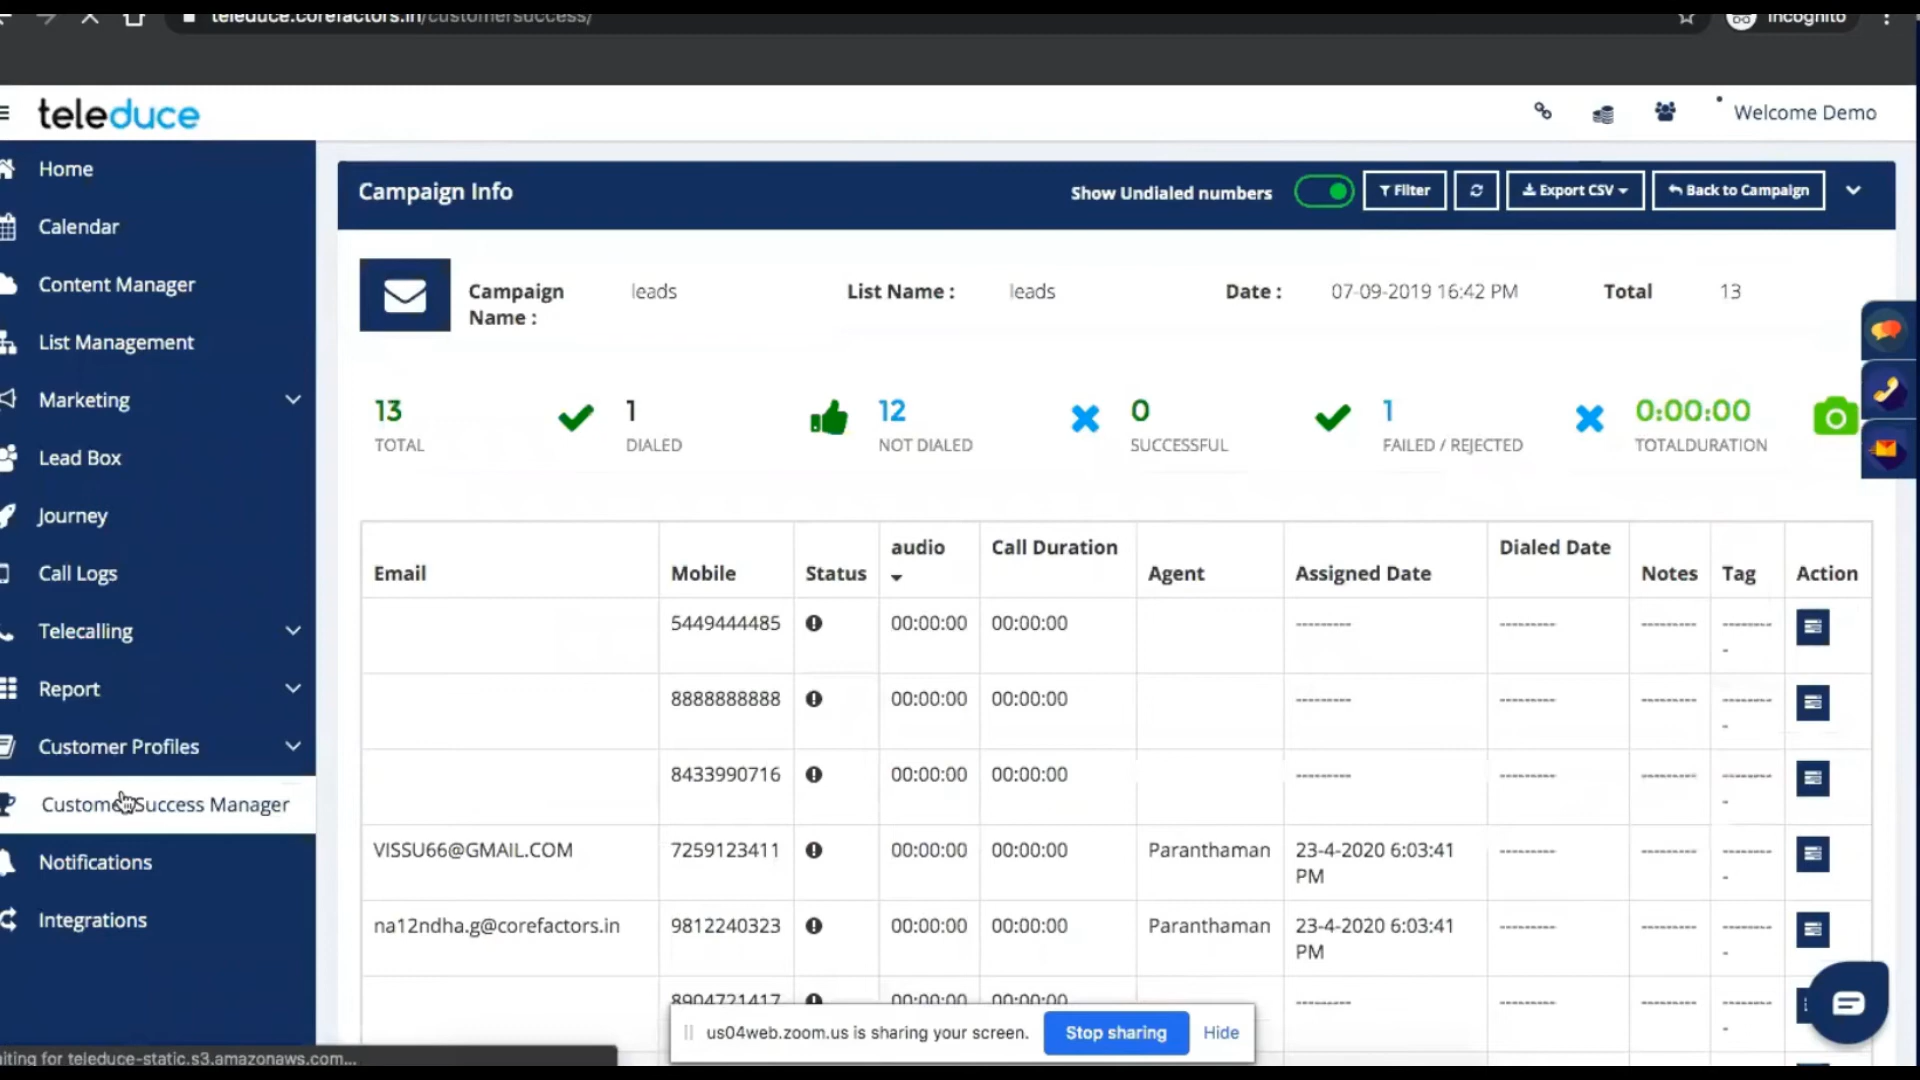 teleduce.corefactors.in/customersuccess/
Incognito
teleduce
Welcome Demo
Home
Calendar
Content Manager
List Management
Marketing
Lead Box
Journey
Call Logs
Telecalling
Report
Customer Profiles
Success Manager
Notifications
Integrations
Campaign Info
Show Undialed numbers
Filter
Export CSV
Back to Campaign
Campaign Name :
leads
List Name :
leads
Date :
07-09-2019 16:42 PM
Total
13
13
TOTAL
1
DIALED
12
NOT DIALED
0
SUCCESSFUL
1
FAILED / REJECTED
0:00:00
TOTALDURATION
Email Mobile Status audio Call Duration Agent Assigned Date Dialed Date Notes Tag Action
5449444485 00:00:00 00:00:00 --------- --------- --------- ---------
8888888888 00:00:00 00:00:00 --------- --------- --------- ---------
8433990716 00:00:00 00:00:00 --------- --------- --------- ---------
VISSU66@GMAIL.COM 7259123411 00:00:00 00:00:00 Paranthaman 23-4-2020 6:03:41 PM --------- --------- ---------
na12ndha.g@corefactors.in 9812240323 00:00:00 00:00:00 Paranthaman 23-4-2020 6:03:41 PM --------- --------- ---------
8904721417 00:00:00 00:00:00 --------- --------- --------- ---------
us04web.zoom.us is sharing your screen.
Stop sharing
Hide
for teleduce-static.s3.amazonaws.com...